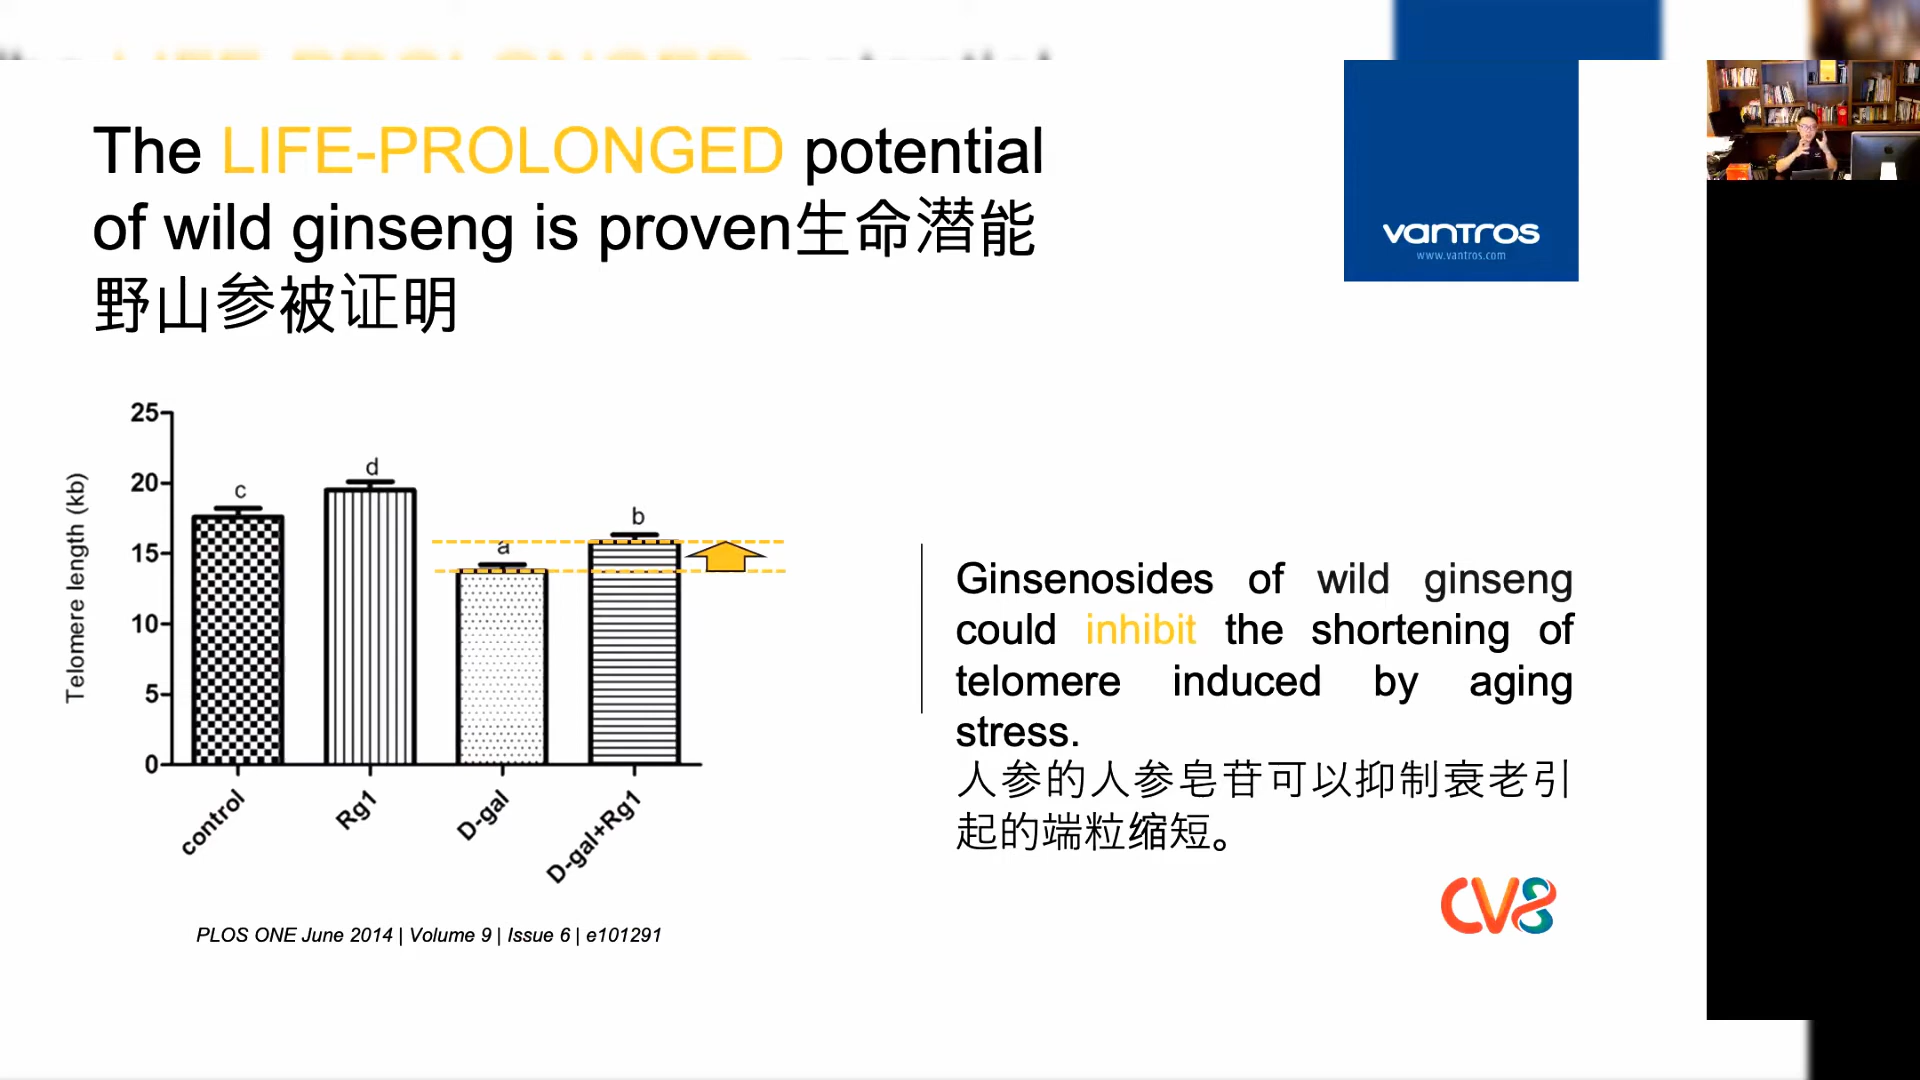 The LIFE-PROLONGED potential
of wild ginseng is proven生命潜能
野山参被证明
vantros
www.vantros.com
25
20
15
10
5
0
Telomere length (kb)
c
d
a
b
control
Rg1
D-gal
D-gal+Rg1
PLOS ONE June 2014 | Volume 9 | Issue 6 | e101291
Ginsenosides of wild ginseng
could inhibit the shortening of
telomere induced by aging
stress.
人参的人参皂苷可以抑制衰老引
起的端粒缩短。
CV8